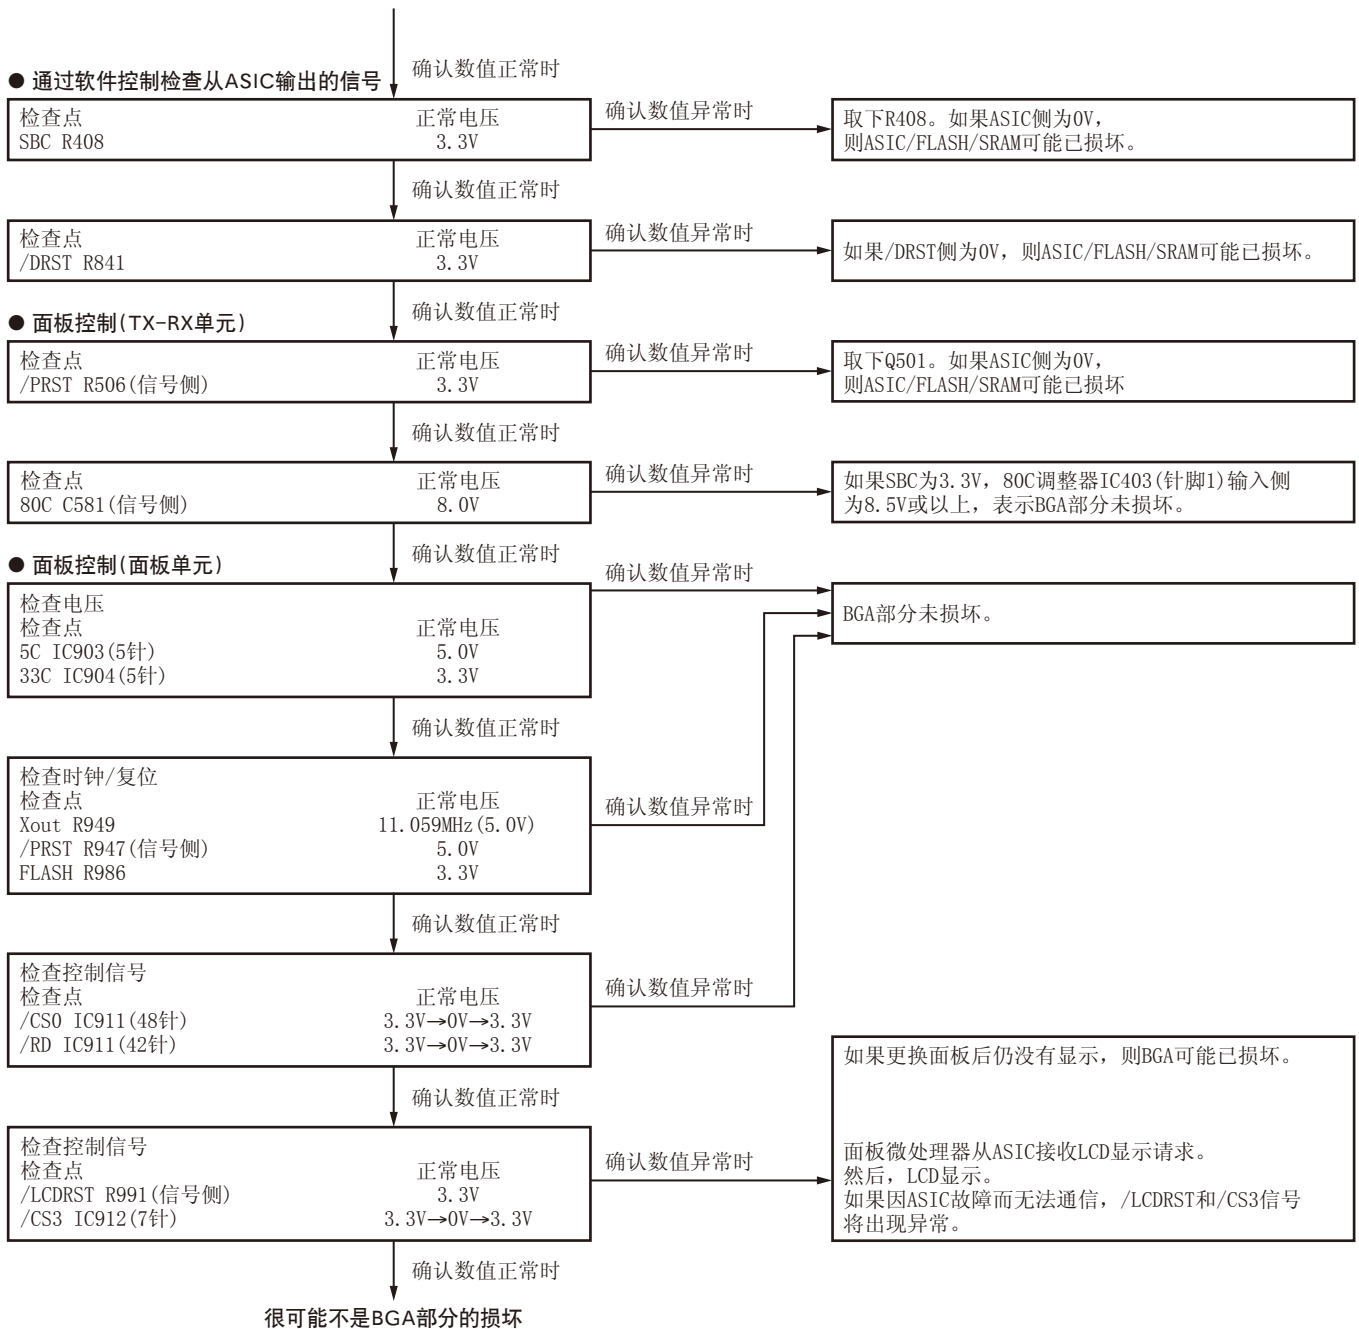 确认数值正常时
● 通过软件控制检查从ASIC输出的信号
检查点 正常电压
SBC R408 3.3V
确认数值异常时
取下R408。如果ASIC侧为0V，
则ASIC/FLASH/SRAM可能已损坏。
确认数值正常时
检查点 正常电压
/DRST R841 3.3V
确认数值异常时
如果/DRST侧为0V，则ASIC/FLASH/SRAM可能已损坏。
确认数值正常时
● 面板控制(TX-RX单元)
检查点 正常电压
/PRST R506(信号侧) 3.3V
确认数值异常时
取下Q501。如果ASIC侧为0V，
则ASIC/FLASH/SRAM可能已损坏
确认数值正常时
检查点 正常电压
80C C581(信号侧) 8.0V
确认数值异常时
如果SBC为3.3V，80C调整器IC403(针脚1)输入侧
为8.5V或以上，表示BGA部分未损坏。
确认数值正常时
● 面板控制(面板单元)
检查电压
检查点 正常电压
5C IC903(5针) 5.0V
33C IC904(5针) 3.3V
确认数值异常时
BGA部分未损坏。
确认数值正常时
检查时钟/复位
检查点 正常电压
Xout R949 11.059MHz(5.0V)
/PRST R947(信号侧) 5.0V
FLASH R986 3.3V
确认数值异常时
确认数值正常时
检查控制信号
检查点 正常电压
/CS0 IC911(48针) 3.3V→0V→3.3V
/RD IC911(42针) 3.3V→0V→3.3V
确认数值异常时
确认数值正常时
检查控制信号
检查点 正常电压
/LCDRST R991(信号侧) 3.3V
/CS3 IC912(7针) 3.3V→0V→3.3V
确认数值异常时
如果更换面板后仍没有显示，则BGA可能已损坏。
面板微处理器从ASIC接收LCD显示请求。
然后，LCD显示。
如果因ASIC故障而无法通信，/LCDRST和/CS3信号
将出现异常。
确认数值正常时
很可能不是BGA部分的损坏